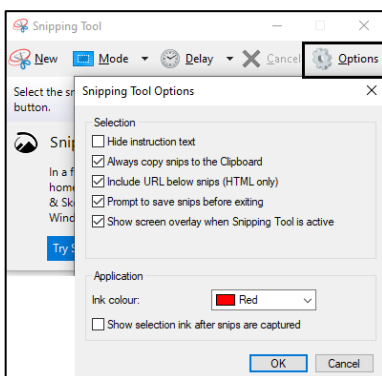 Snipping Tool
New Mode Delay Cancel Options
Select the sn
button.
Snip
In a f
home
& Sk
Wind
Try S
Snipping Tool Options
Selection
Hide instruction text
Always copy snips to the Clipboard
Include URL below snips (HTML only)
Prompt to save snips before exiting
Show screen overlay when Snipping Tool is active
Application
Ink colour: Red
Show selection ink after snips are captured
OK Cancel